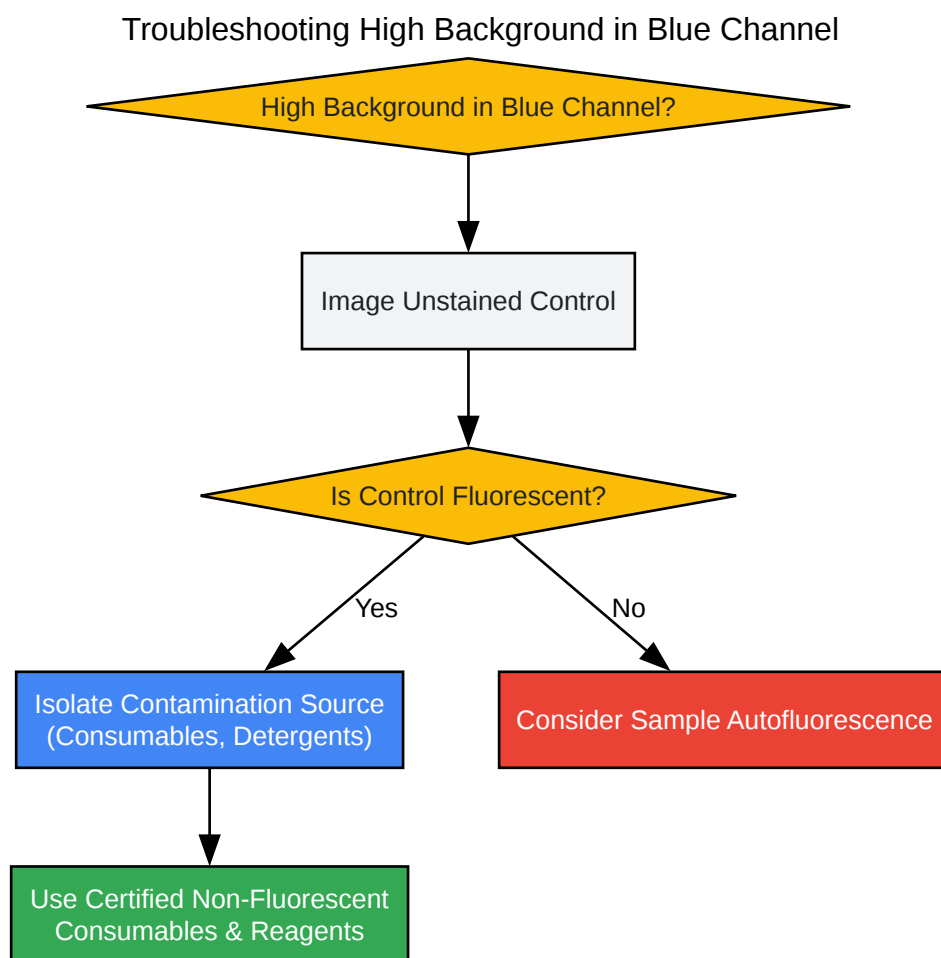 Troubleshooting High Background in Blue Channel
High Background in Blue Channel?
Image Unstained Control
Is Control Fluorescent?
Yes
No
Isolate Contamination Source
(Consumables, Detergents)
Consider Sample Autofluorescence
Use Certified Non-Fluorescent
Consumables & Reagents